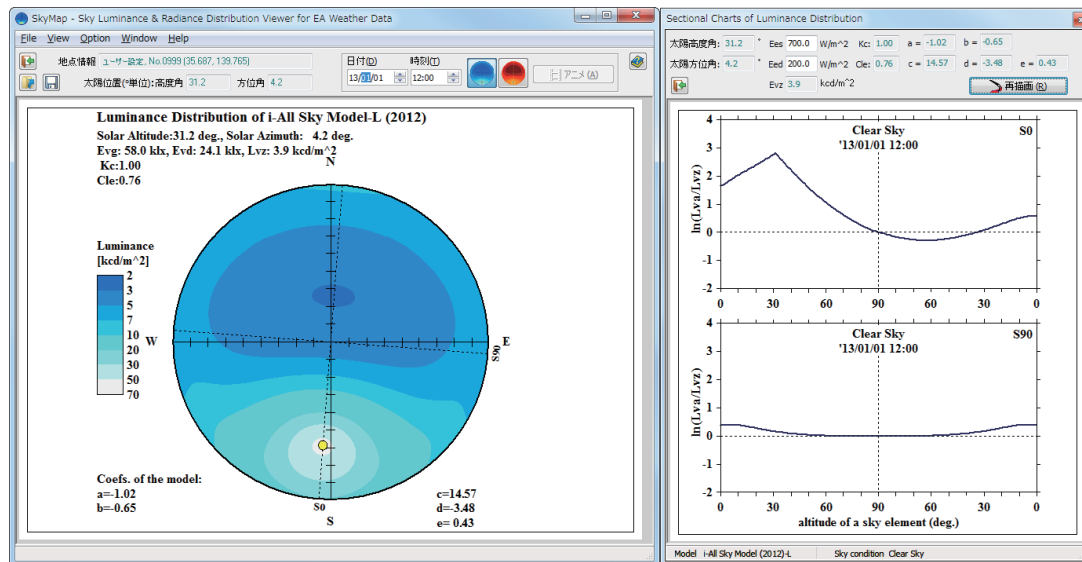 SkyMap - Sky Luminance & Radiance Distribution Viewer for EA Weather Data
File View Option Window Help
地点情報 ユーザー設定, No.0999 (35.687, 139.765)
太陽位置(°単位):高度角 31.2 方位角 4.2
日付(D) 時刻(T)
13/01/01 12:00 アニメ (A)
Luminance Distribution of i-All Sky Model-L (2012)
Solar Altitude:31.2 deg., Solar Azimuth: 4.2 deg.
Evg: 58.0 klx, Evd: 24.1 klx, Lvz: 3.9 kcd/m^2
Kc:1.00
Cle:0.76
N
Luminance
[kcd/m^2]
2
3
5
7
10
20
30
50
70
W
E
S90
S0
S
Coefs. of the model:
a=-1.02
b=-0.65
c=14.57
d=-3.48
e= 0.43
Sectional Charts of Luminance Distribution
太陽高度角: 31.2 ° Ees 700.0 W/m^2 Kc: 1.00 a = -1.02 b = -0.65
太陽方位角: 4.2 ° Eed 200.0 W/m^2 Cle: 0.76 c = 14.57 d = -3.48 e = 0.43
Evz 3.9 kcd/m^2 再描画 (R)
Clear Sky S0
'13/01/01 12:00
ln(Lva/Lvz)
4
3
2
1
0
-1
-2
0 30 60 90 60 30 0
Clear Sky S90
'13/01/01 12:00
ln(Lva/Lvz)
4
3
2
1
0
-1
-2
0 30 60 90 60 30 0
altitude of a sky element (deg.)
Model i-All Sky Model (2012)-L Sky condition Clear Sky